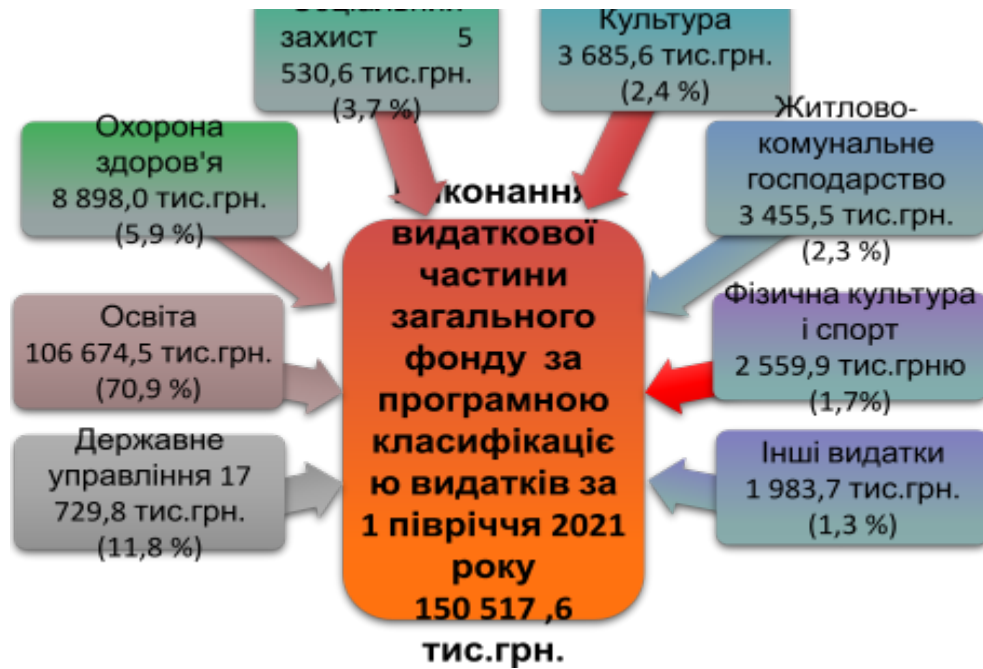 захист 5
530,6 тис.грн.
(3,7 %)
Культура
3 685,6 тис.грн.
(2,4 %)
Охорона
здоров'я
8 898,0 тис.грн.
(5,9 %)
Житлово-
комунальне
господарство
3 455,5 тис.грн.
(2,3 %)
Освіта
106 674,5 тис.грн.
(70,9 %)
Фізична культура
і спорт
2 559,9 тис.грню
(1,7%)
Державне
управління 17
729,8 тис.грн.
(11,8 %)
Інші видатки
1 983,7 тис.грн.
(1,3 %)
Виконання
видаткової
частини
загального
фонду за
програмною
класифікаціє
ю видатків за
1 півріччя 2021
року
150 517 ,6
тис.грн.